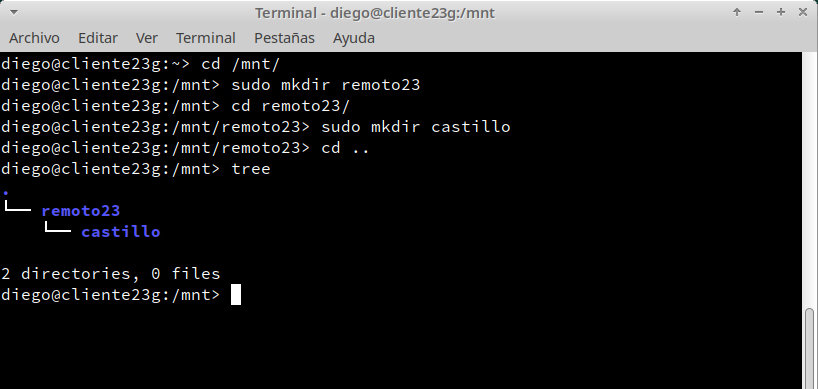 Terminal - diego@cliente23g:/mnt
Archivo Editar Ver Terminal Pestañas Ayuda
diego@cliente23g:~> cd /mnt/
diego@cliente23g:/mnt> sudo mkdir remoto23
diego@cliente23g:/mnt> cd remoto23/
diego@cliente23g:/mnt/remoto23> sudo mkdir castillo
diego@cliente23g:/mnt/remoto23> cd ..
diego@cliente23g:/mnt> tree
.
└── remoto23
    └── castillo
2 directories, 0 files
diego@cliente23g:/mnt>